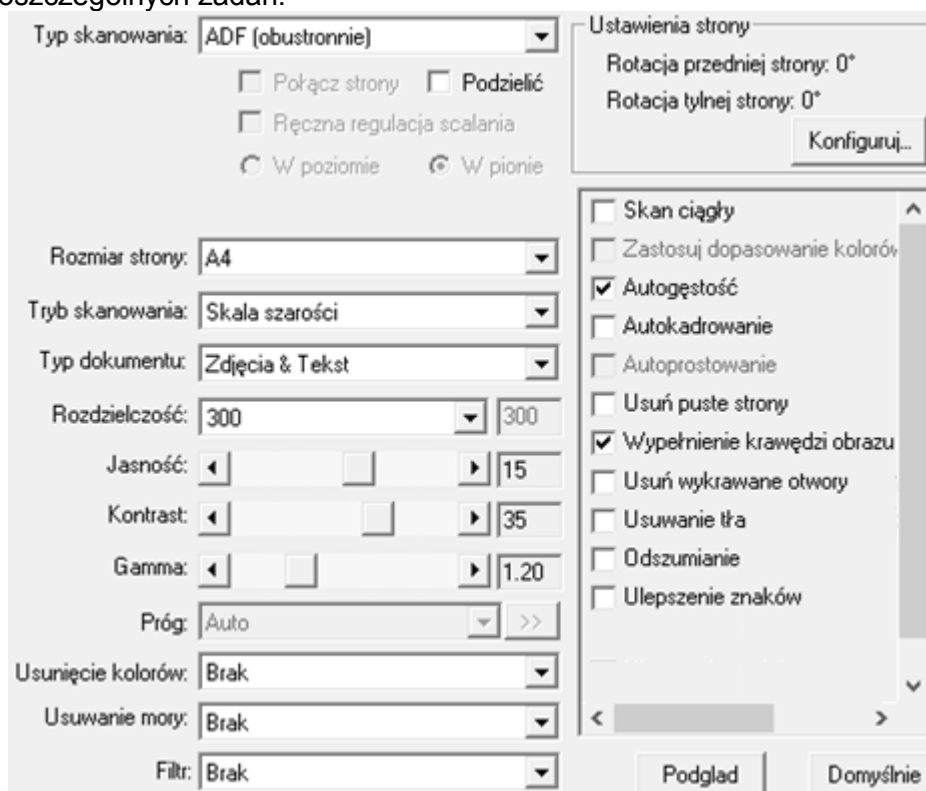 oszczególnych zadań.
Typ skanowania: ADF (obustronnie)
Połącz strony Podzielić
Ręczna regulacja scalania
W poziomie W pionie
Rozmiar strony: A4
Tryb skanowania: Skala szarości
Typ dokumentu: Zdjęcia & Tekst
Rozdzielczość: 300 300
Jasność: 15
Kontrast: 35
Gamma: 1.20
Próg: Auto >>
Usunięcie kolorów: Brak
Usuwanie mory: Brak
Filtr: Brak
Ustawienia strony
Rotacja przedniej strony: 0°
Rotacja tylnej strony: 0°
Konfiguruj...
Skan ciągły
Zastosuj dopasowanie kolorów
Autogęstość
Autokadrowanie
Autoprostowanie
Usuń puste strony
Wypełnienie krawędzi obrazu
Usuń wykrawane otwory
Usuwanie tła
Odszumianie
Ulepszenie znaków
Podglad Domyślnie